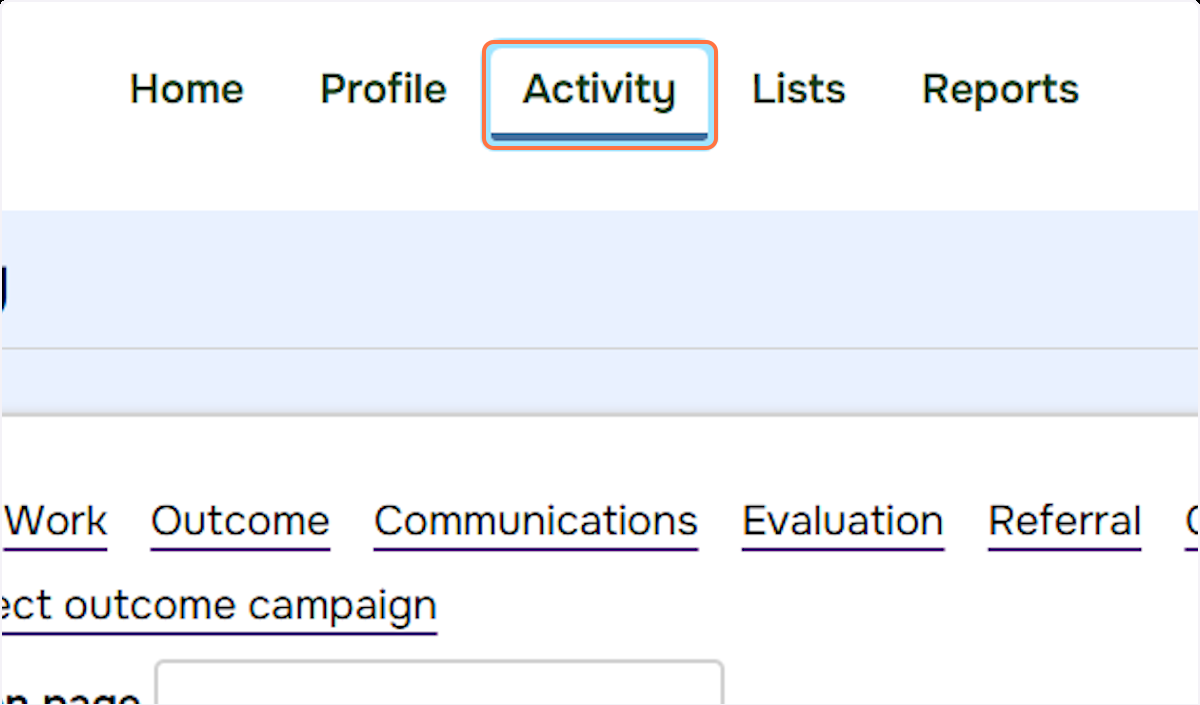 Home Profile Activity Lists Reports
Work Outcome Communications Evaluation Referral
ect outcome campaign
n page